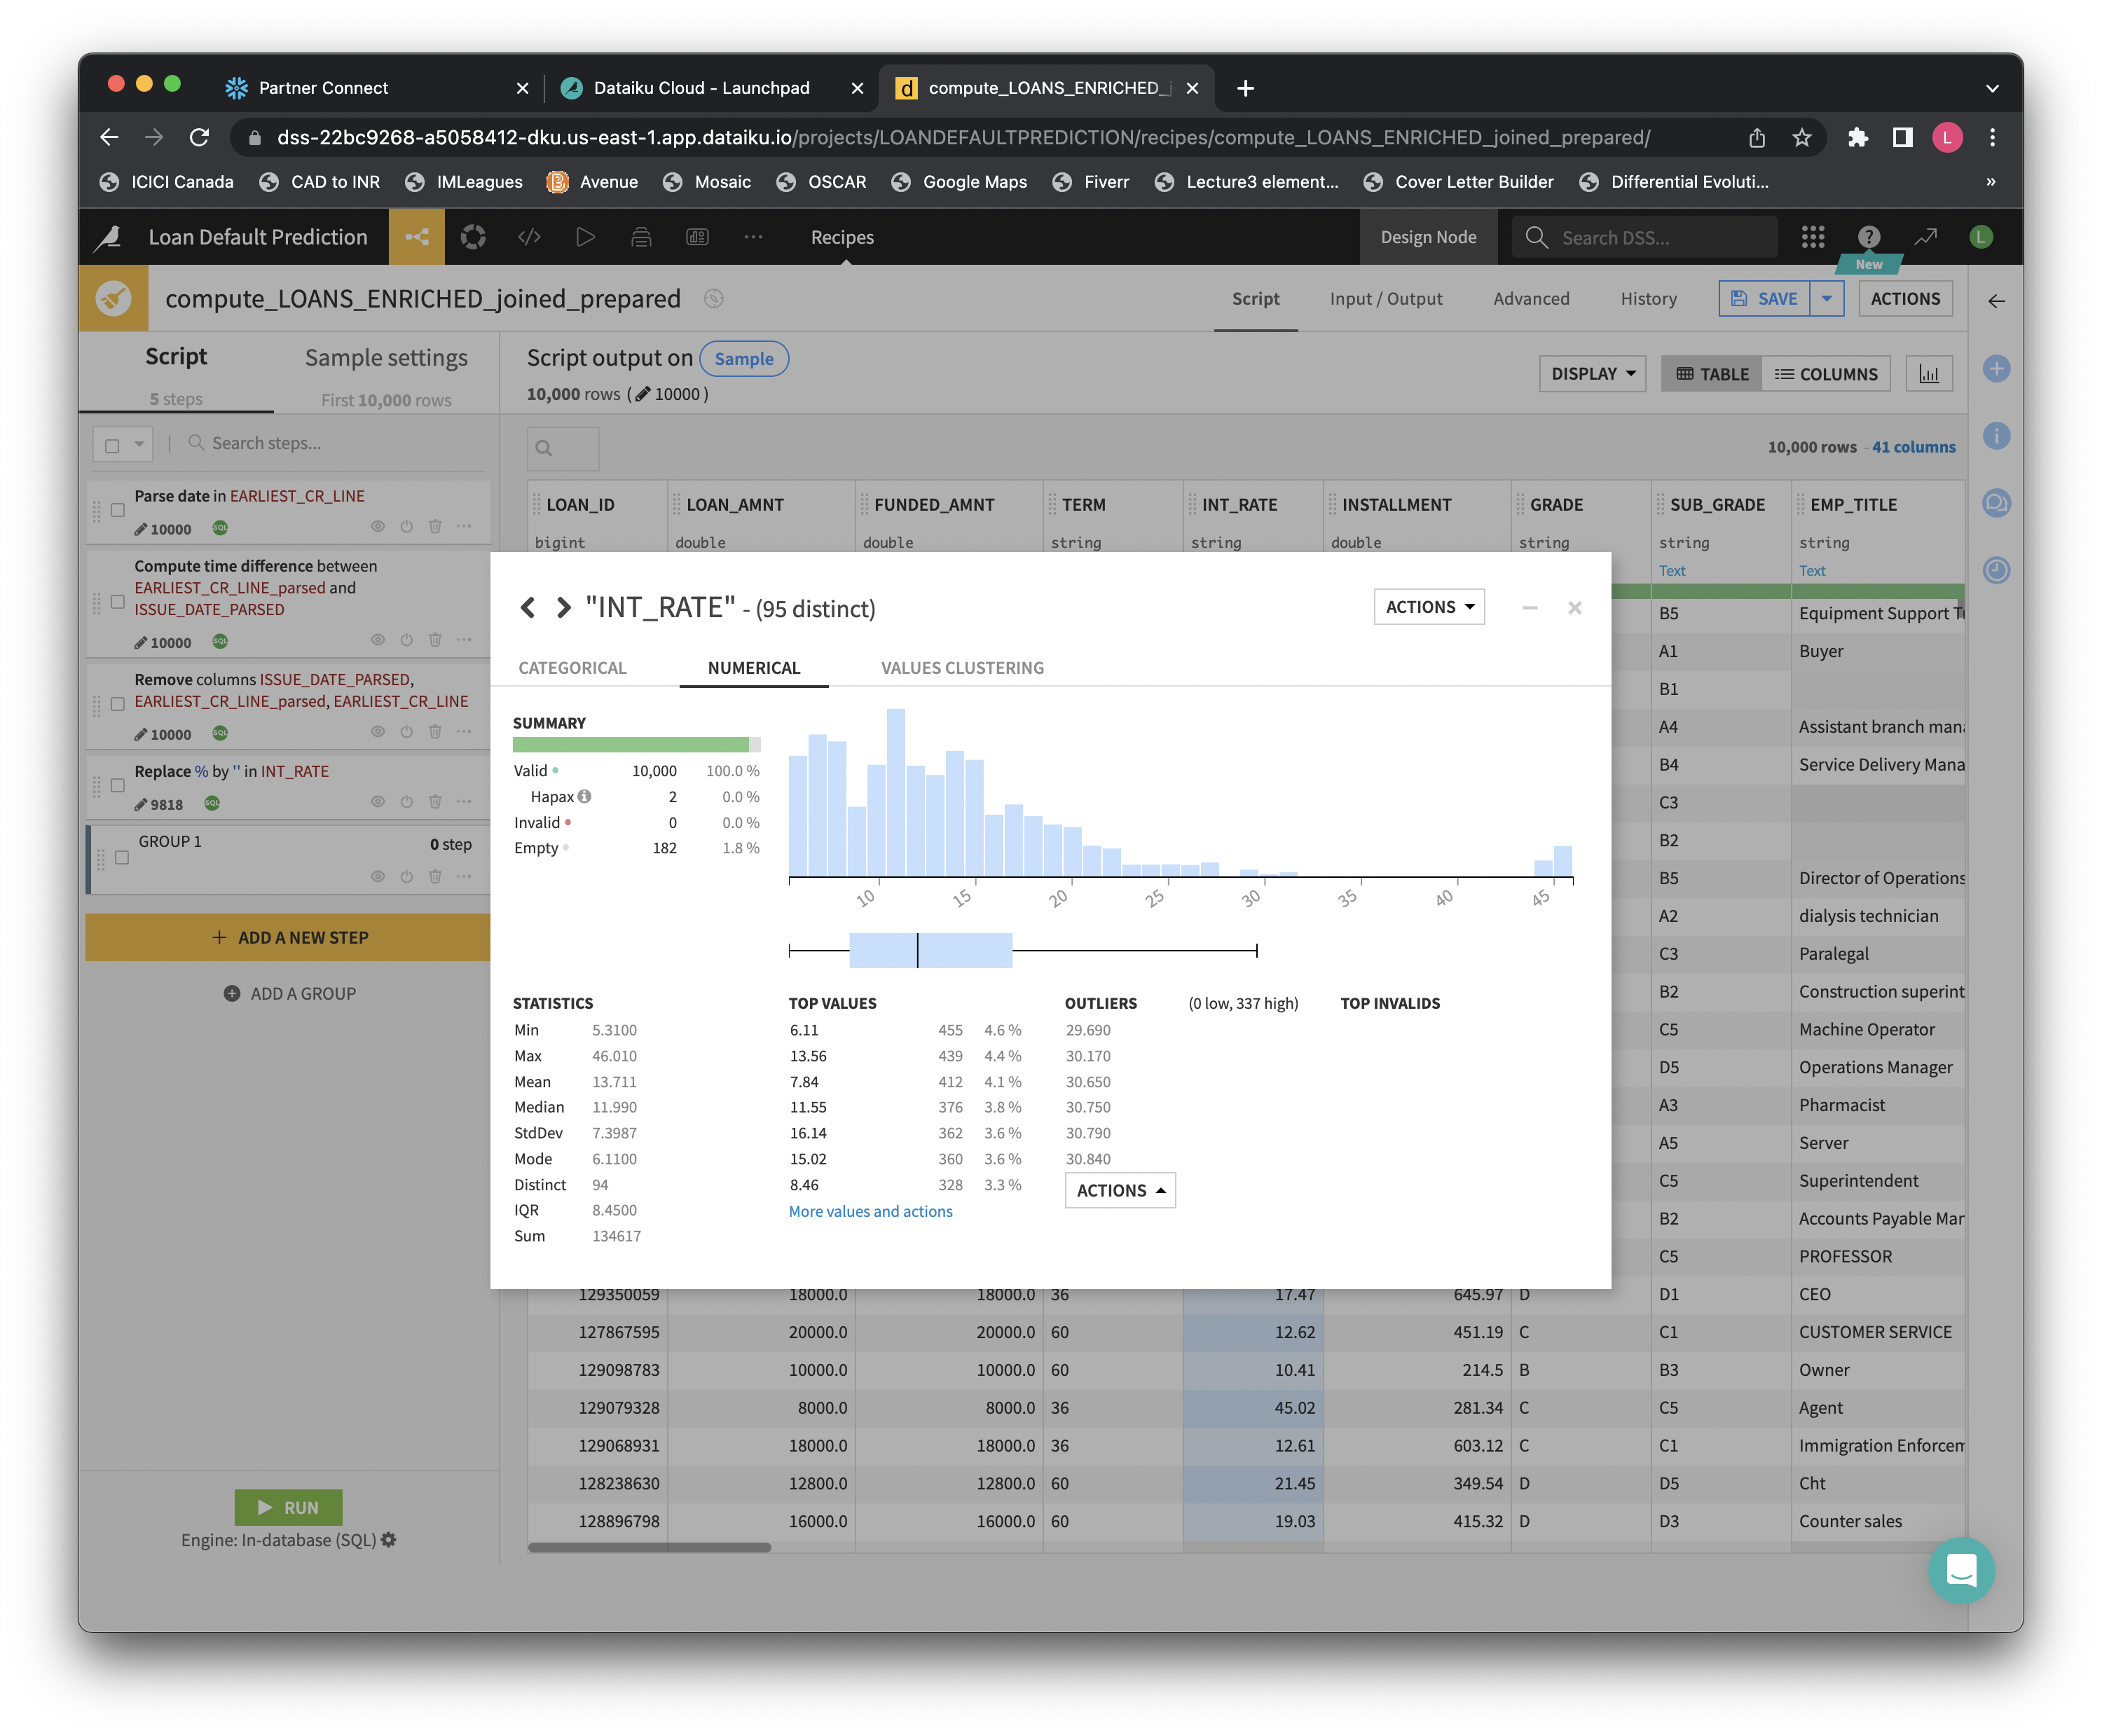 Partner Connect
Dataiku Cloud - Launchpad
compute_LOANS_ENRICHED_
dss-22bc9268-a5058412-dku.us-east-1.app.dataiku.io/projects/LOANDEFAULTPREDICTION/recipes/compute_LOANS_ENRICHED_joined_prepared/
L
ICICI Canada CAD to INR IMLeagues Avenue Mosaic OSCAR Google Maps Fiverr Lecture3 element... Cover Letter Builder Differential Evoluti... »
Loan Default Prediction
Recipes
Design Node
Search DSS...
L
New
compute_LOANS_ENRICHED_joined_prepared
Script Input / Output Advanced History SAVE ACTIONS
Script
5 steps
Sample settings
First 10,000 rows
Search steps...
Parse date in EARLIEST_CR_LINE
10000 SQL
Compute time difference between
EARLIEST_CR_LINE_parsed and
ISSUE_DATE_PARSED
10000 SQL
Remove columns ISSUE_DATE_PARSED,
EARLIEST_CR_LINE_parsed, EARLIEST_CR_LINE
10000 SQL
Replace % by '' in INT_RATE
9818 SQL
GROUP 1 0 step
+ ADD A NEW STEP
ADD A GROUP
RUN
Engine: In-database (SQL)
Script output on Sample
10,000 rows ( 10000 )
DISPLAY TABLE COLUMNS
10,000 rows - 41 columns
LOAN_ID LOAN_AMNT FUNDED_AMNT TERM INT_RATE INSTALLMENT GRADE SUB_GRADE EMP_TITLE
bigint double double string string double string string string
Text Text
"INT_RATE" - (95 distinct)
ACTIONS
CATEGORICAL NUMERICAL VALUES CLUSTERING
SUMMARY
Valid 10,000 100.0 %
Hapax 2 0.0 %
Invalid 0 0.0 %
Empty 182 1.8 %
10 15 20 25 30 35 40 45
STATISTICS
Min 5.3100
Max 46.010
Mean 13.711
Median 11.990
StdDev 7.3987
Mode 6.1100
Distinct 94
IQR 8.4500
Sum 134617
TOP VALUES
6.11 455 4.6 %
13.56 439 4.4 %
7.84 412 4.1 %
11.55 376 3.8 %
16.14 362 3.6 %
15.02 360 3.6 %
8.46 328 3.3 %
More values and actions
OUTLIERS (0 low, 337 high)
29.690
30.170
30.650
30.750
30.790
30.840
ACTIONS
TOP INVALIDS
B5 Equipment Support T
A1 Buyer
B1
A4 Assistant branch man
B4 Service Delivery Mana
C3
B2
B5 Director of Operations
A2 dialysis technician
C3 Paralegal
B2 Construction superint
C5 Machine Operator
D5 Operations Manager
A3 Pharmacist
A5 Server
C5 Superintendent
B2 Accounts Payable Mar
C5 PROFESSOR
129350059 18000.0 18000.0 36 17.47 645.97 D D1 CEO
127867595 20000.0 20000.0 60 12.62 451.19 C C1 CUSTOMER SERVICE
129098783 10000.0 10000.0 60 10.41 214.5 B B3 Owner
129079328 8000.0 8000.0 36 45.02 281.34 C C5 Agent
129068931 18000.0 18000.0 36 12.61 603.12 C C1 Immigration Enforcem
128238630 12800.0 12800.0 60 21.45 349.54 D D5 Cht
128896798 16000.0 16000.0 60 19.03 415.32 D D3 Counter sales